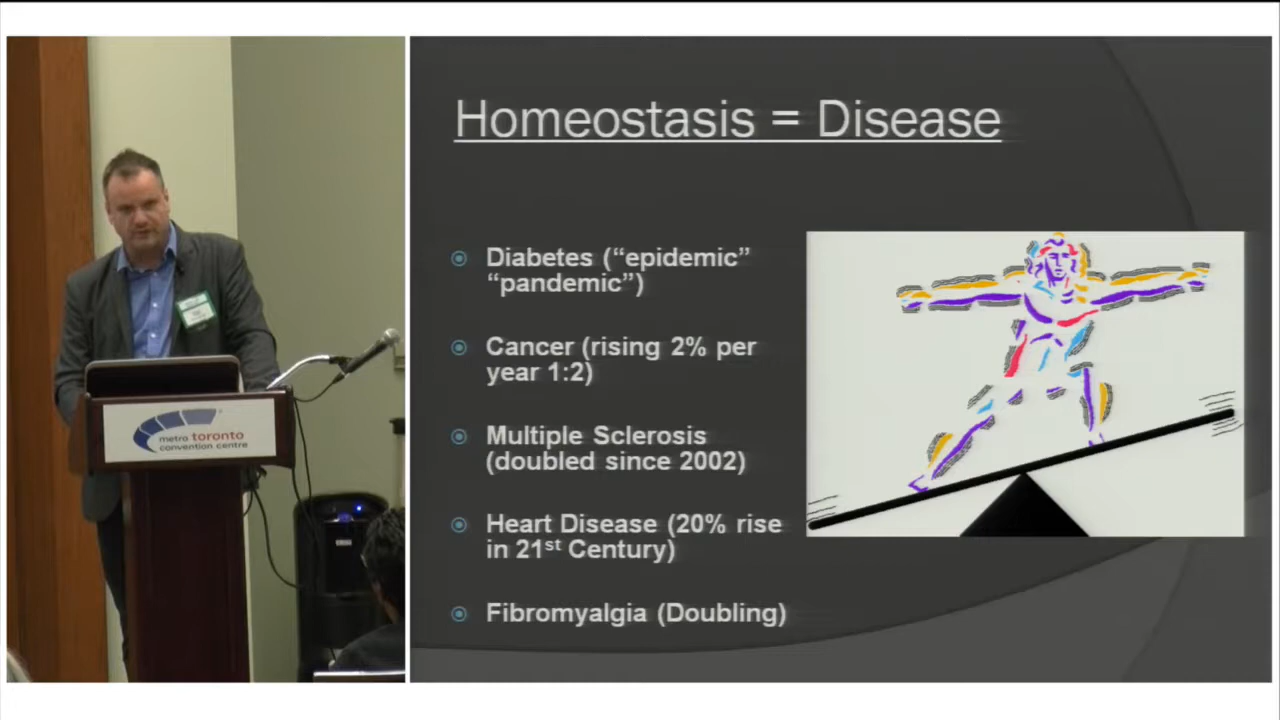 Homeostasis = Disease
Diabetes (“epidemic”
“pandemic”)
Cancer (rising 2% per
year 1:2)
Multiple Sclerosis
(doubled since 2002)
Heart Disease (20% rise
in 21st Century)
Fibromyalgia (Doubling)
metro toronto
convention centre